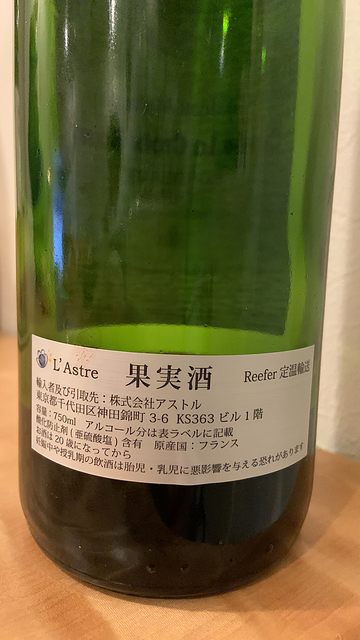 L'Astre 果実酒 Reefer 定温輸送
輸入者及び引取先：株式会社アストル
東京都千代田区神田錦町 3-6 KS363 ビル 1 階
容量：750ml アルコール分は表ラベルに記載
酸化防止剤 ( 亜硫酸塩 ) 含有 原産国：フランス
お酒は 20 歳になってから
妊娠中や授乳期の飲酒は胎児・乳児に悪影響を与える恐れがあります